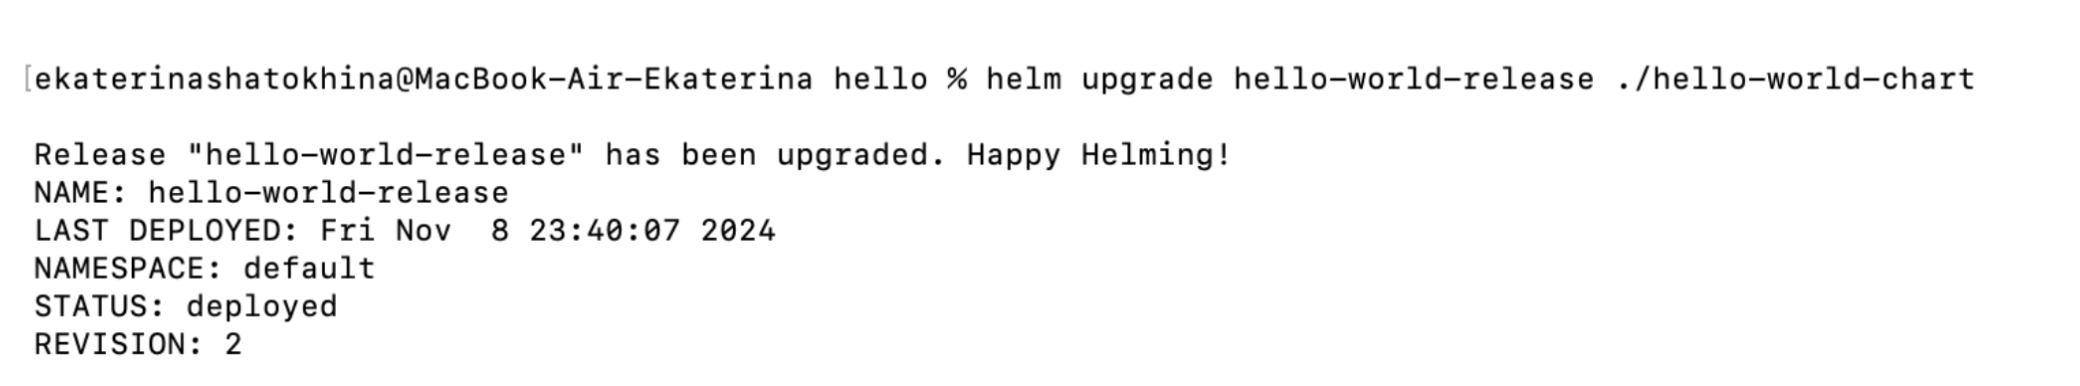 [ekaterinashatokhina@MacBook-Air-Ekaterina hello % helm upgrade hello-world-release ./hello-world-chart
Release "hello-world-release" has been upgraded. Happy Helming!
NAME: hello-world-release
LAST DEPLOYED: Fri Nov  8 23:40:07 2024
NAMESPACE: default
STATUS: deployed
REVISION: 2